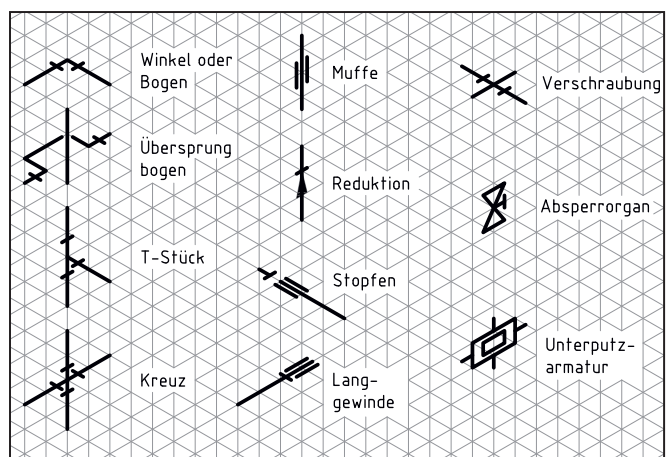 Winkel oder
Bogen
Übersprung
bogen
T-Stück
Kreuz
Muffe
Reduktion
Stopfen
Lang-
gewinde
Verschraubung
Absperrorgan
Unterputz-
armatur